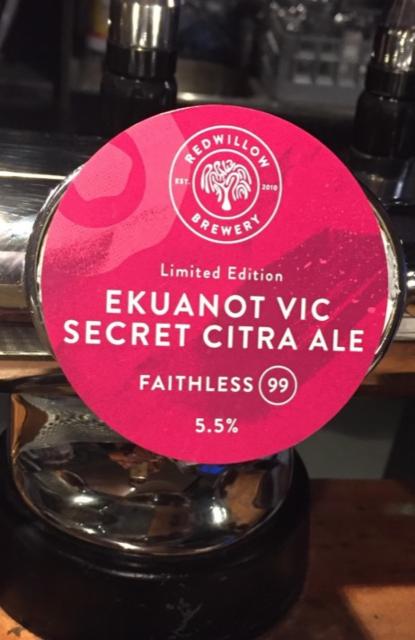 REDWILLOW
EST. 2010
BREWERY
Limited Edition
EKUANOT VIC
SECRET CITRA ALE
FAITHLESS 99
5.5%